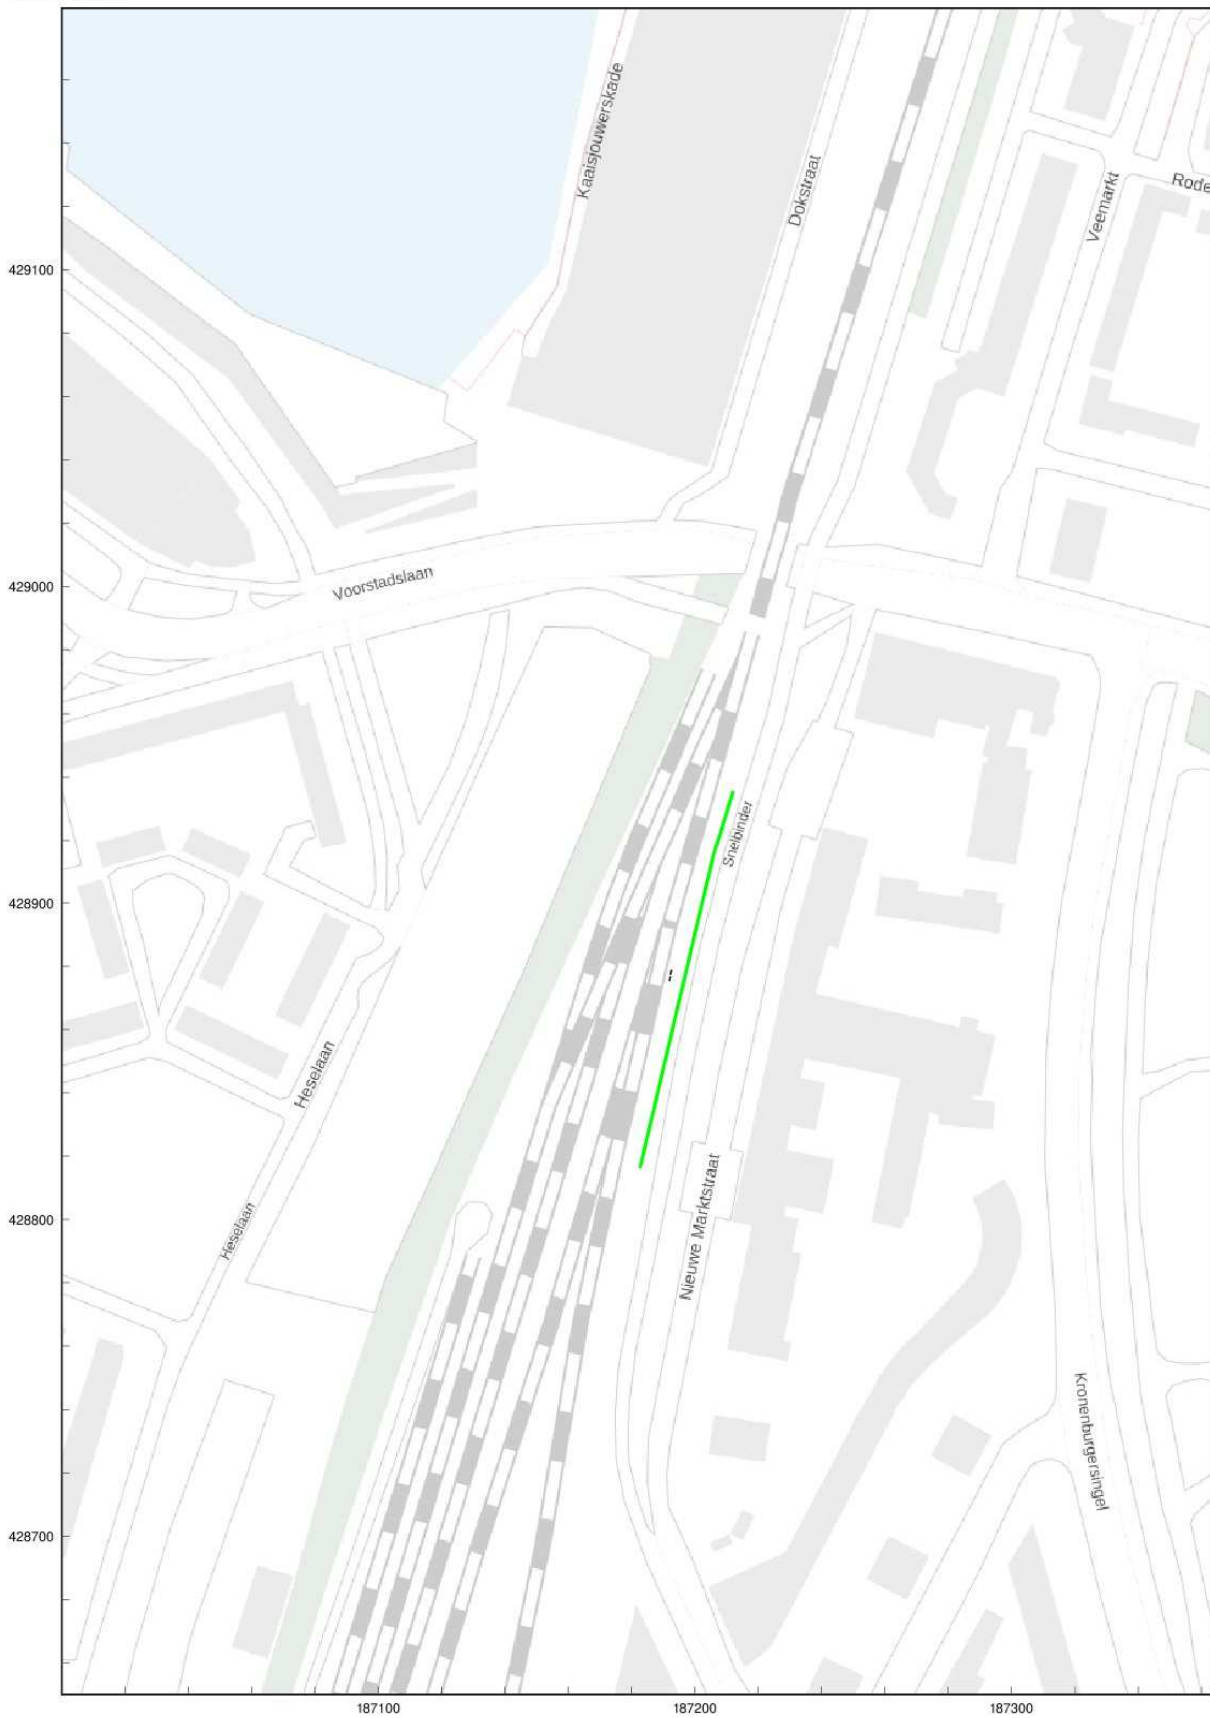 Kaaisjouwerskade
Dokstraat
Veemarkt
Rode
429100
Voorstadslaan
429000
Snelbinder
428900
Heselaan
Nieuwe Marktstraat
Heselaan
428800
Kronenburgersingel
428700
187100
187200
187300